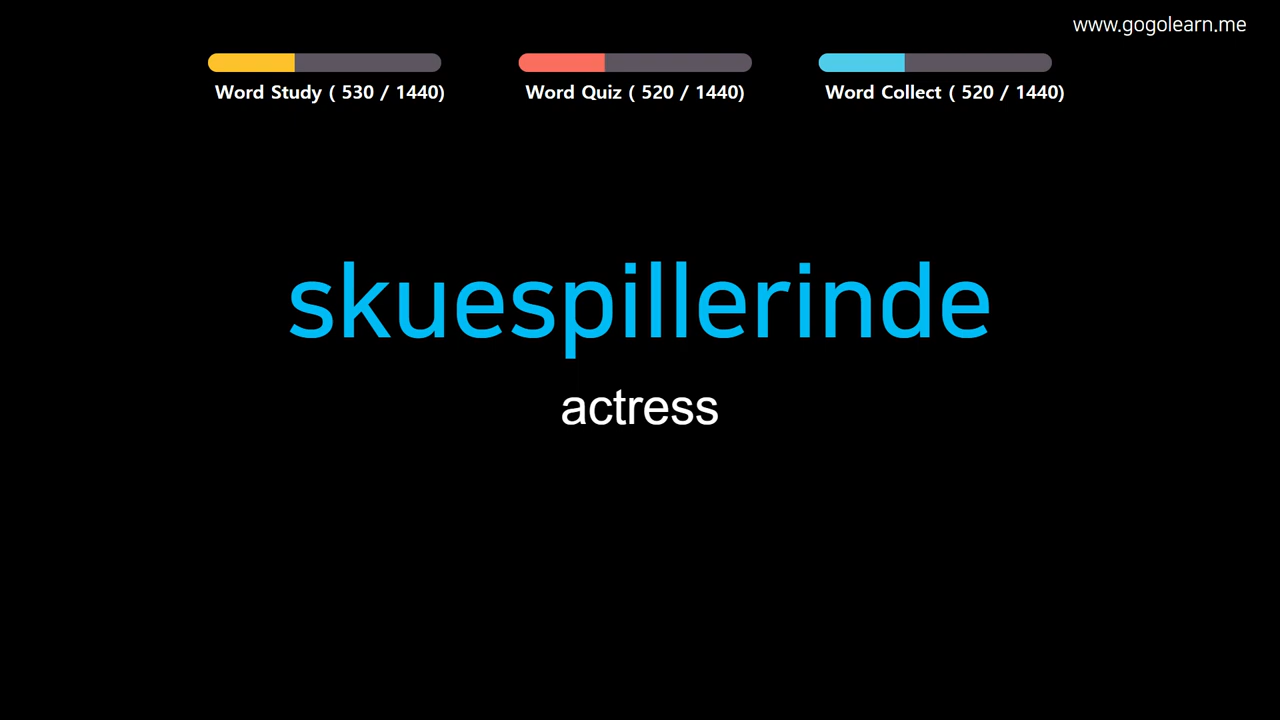 www.gogolearn.me
Word Study ( 530 / 1440)
Word Quiz ( 520 / 1440)
Word Collect ( 520 / 1440)
skuespillerinde
actress